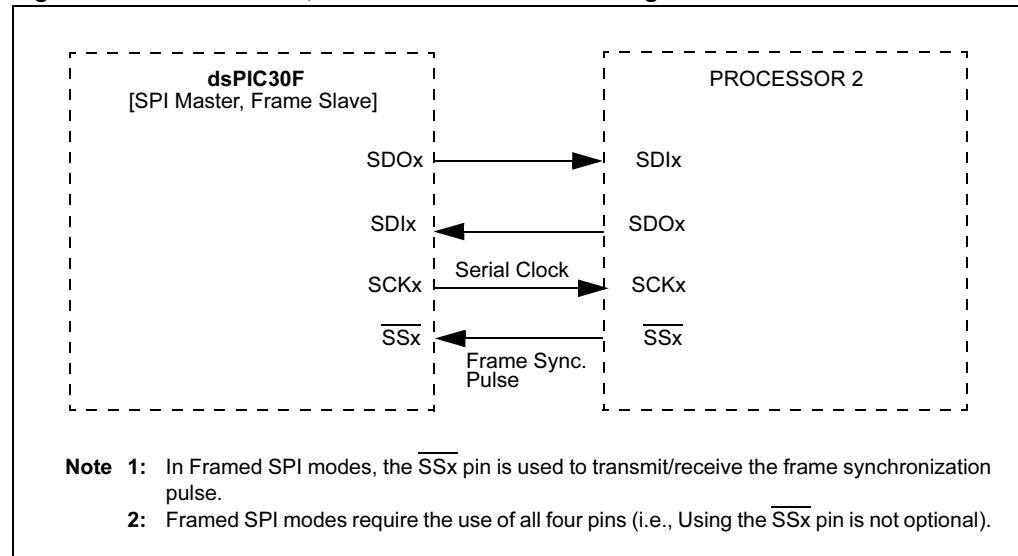 dsPIC30F
[SPI Master, Frame Slave]
PROCESSOR 2
SDOx
SDIx
SDIx
SDOx
Serial Clock
SCKx
SCKx
SSx
SSx
Frame Sync.
Pulse
Note 1: In Framed SPI modes, the SSx pin is used to transmit/receive the frame synchronization
pulse.
2: Framed SPI modes require the use of all four pins (i.e., Using the SSx pin is not optional).